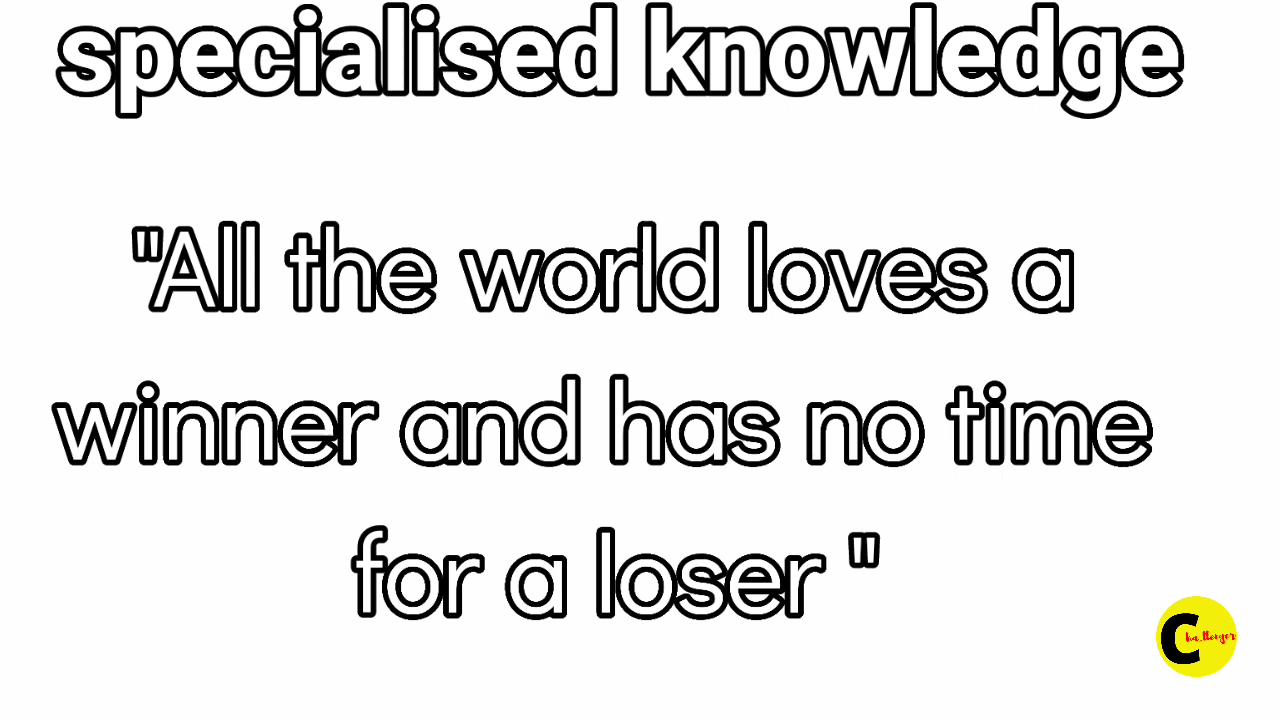 specialised knowledge
"All the world loves a
winner and has no time
for a loser "
C